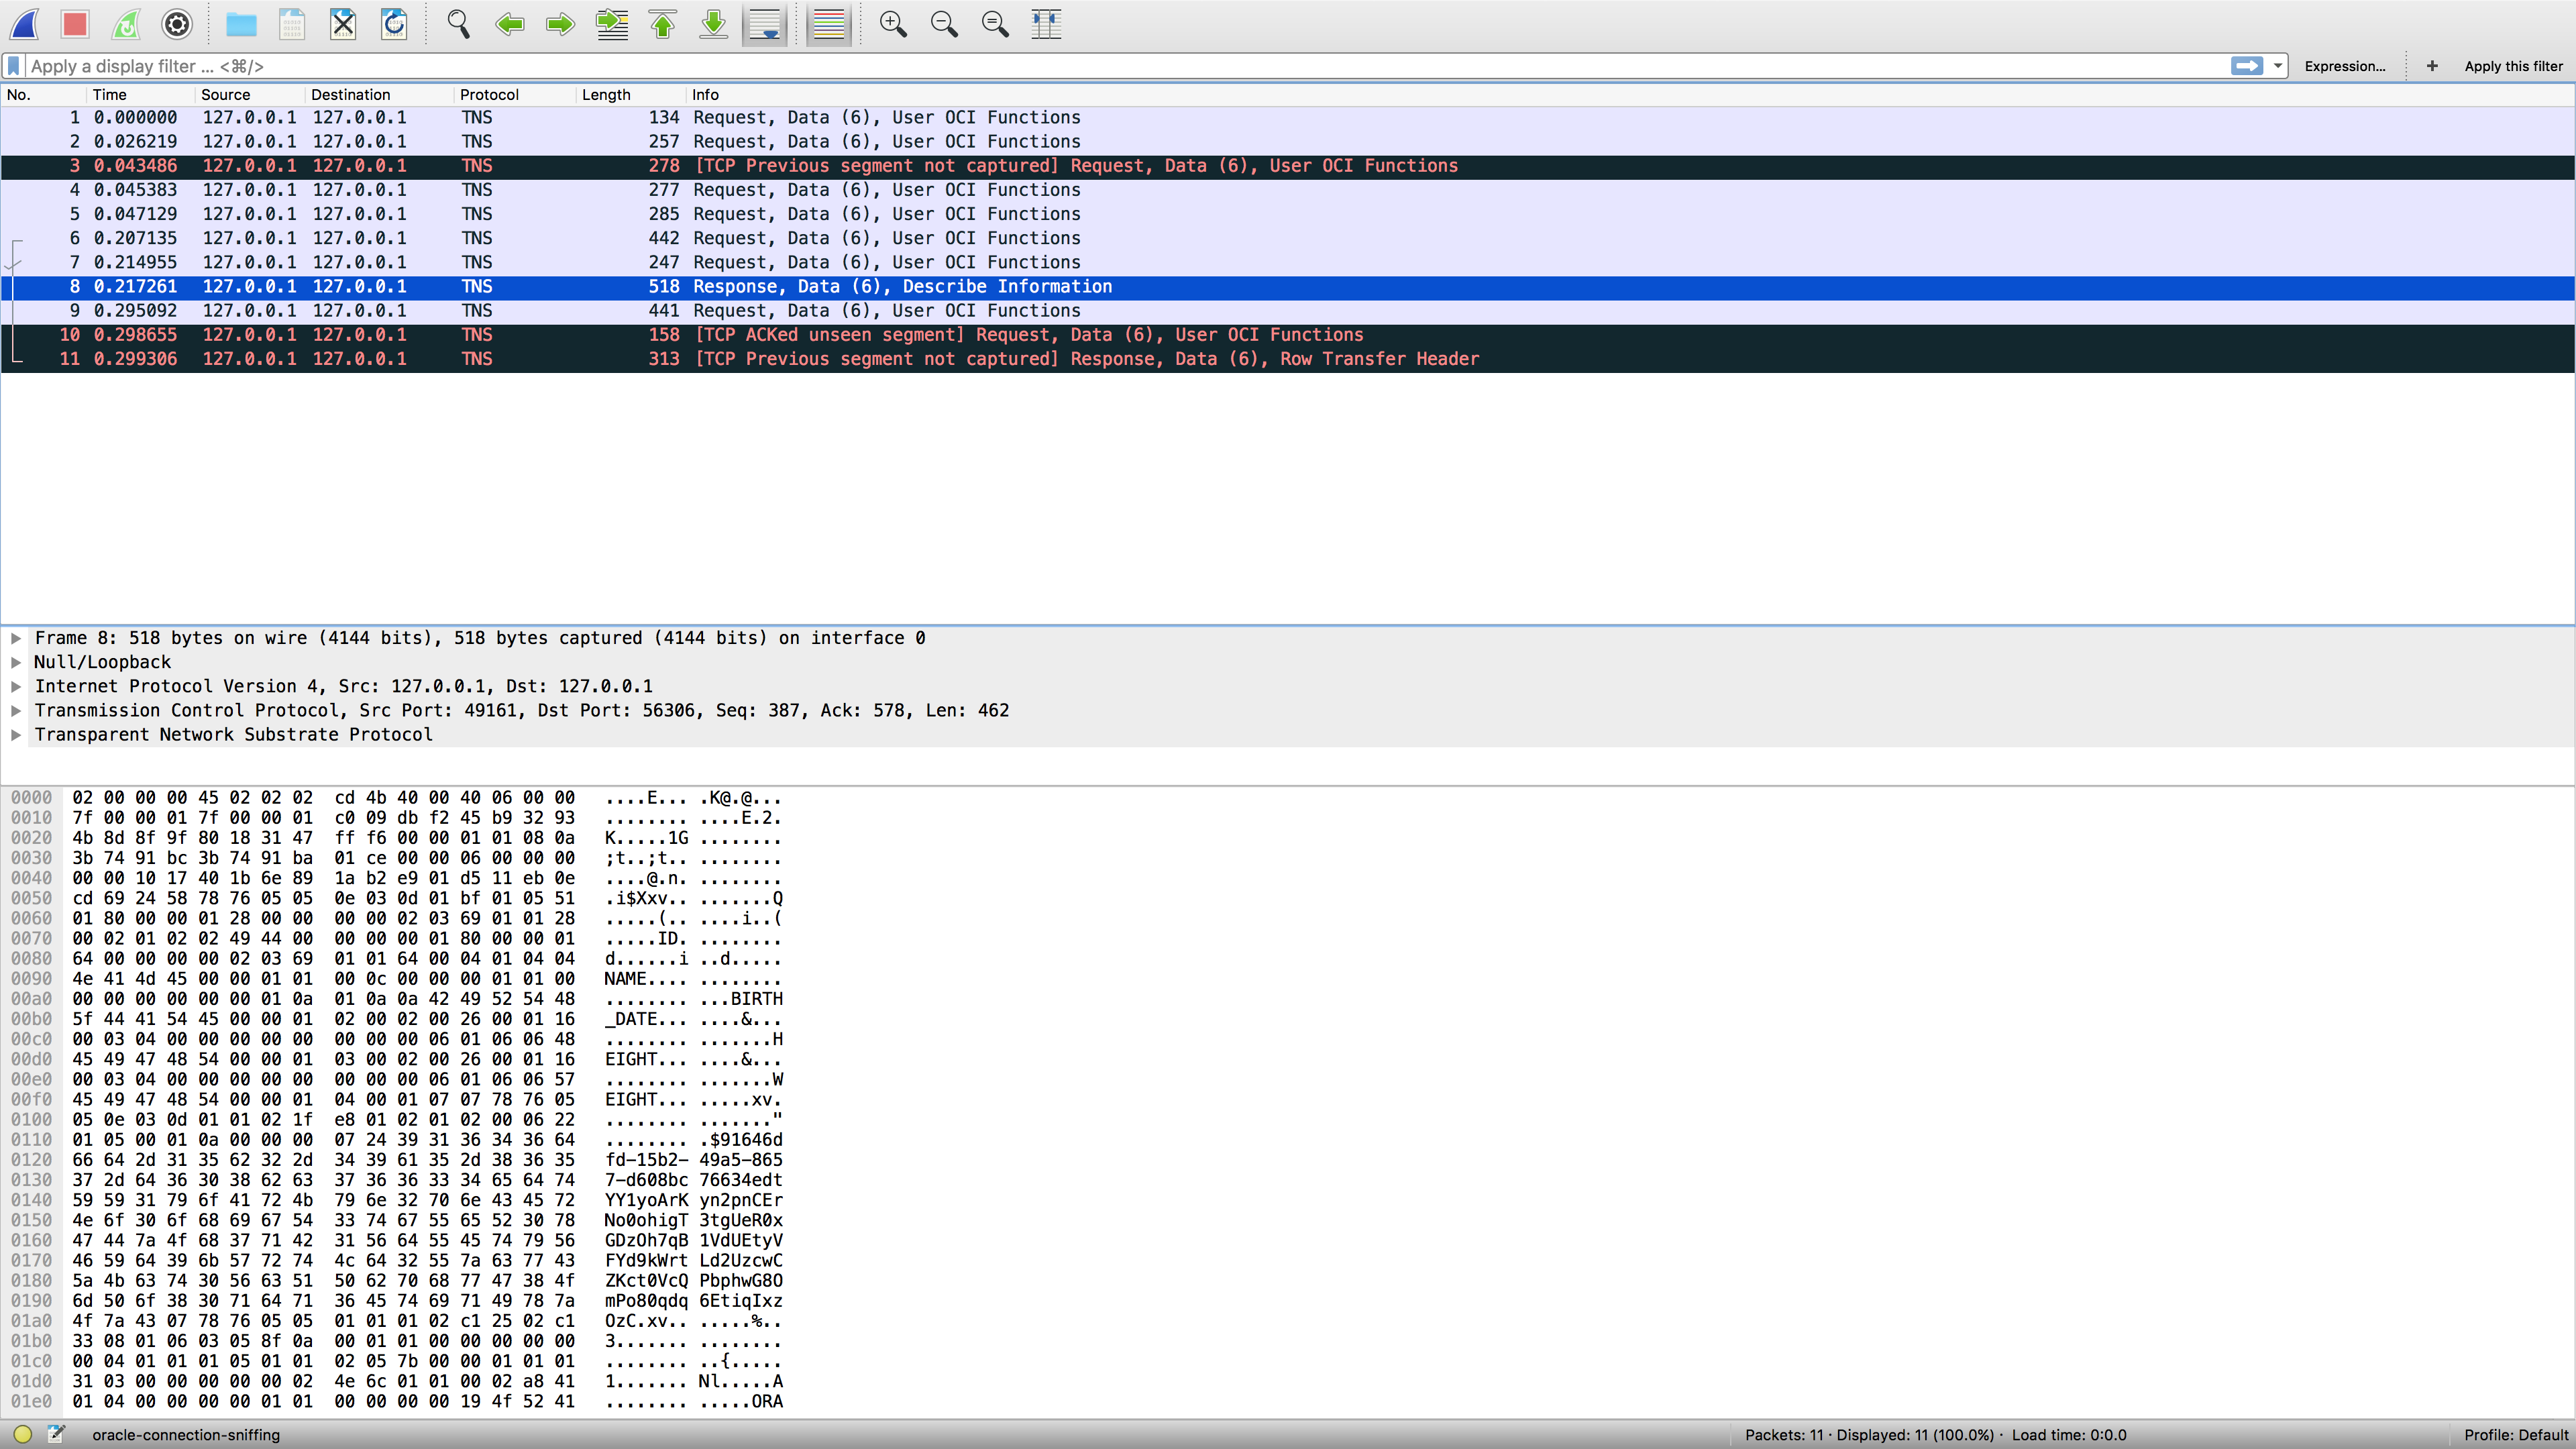 Apply a display filter ... <⌘/>
Expression...
+
Apply this filter
No. Time Source Destination Protocol Length Info
1 0.000000 127.0.0.1 127.0.0.1 TNS 134 Request, Data (6), User OCI Functions
2 0.026219 127.0.0.1 127.0.0.1 TNS 257 Request, Data (6), User OCI Functions
3 0.043486 127.0.0.1 127.0.0.1 TNS 278 [TCP Previous segment not captured] Request, Data (6), User OCI Functions
4 0.045383 127.0.0.1 127.0.0.1 TNS 277 Request, Data (6), User OCI Functions
5 0.047129 127.0.0.1 127.0.0.1 TNS 285 Request, Data (6), User OCI Functions
6 0.207135 127.0.0.1 127.0.0.1 TNS 442 Request, Data (6), User OCI Functions
7 0.214955 127.0.0.1 127.0.0.1 TNS 247 Request, Data (6), User OCI Functions
8 0.217261 127.0.0.1 127.0.0.1 TNS 518 Response, Data (6), Describe Information
9 0.295092 127.0.0.1 127.0.0.1 TNS 441 Request, Data (6), User OCI Functions
10 0.298655 127.0.0.1 127.0.0.1 TNS 158 [TCP ACKed unseen segment] Request, Data (6), User OCI Functions
11 0.299306 127.0.0.1 127.0.0.1 TNS 313 [TCP Previous segment not captured] Response, Data (6), Row Transfer Header
Frame 8: 518 bytes on wire (4144 bits), 518 bytes captured (4144 bits) on interface 0
Null/Loopback
Internet Protocol Version 4, Src: 127.0.0.1, Dst: 127.0.0.1
Transmission Control Protocol, Src Port: 49161, Dst Port: 56306, Seq: 387, Ack: 578, Len: 462
Transparent Network Substrate Protocol
0000 02 00 00 00 45 02 02 02 cd 4b 40 00 40 06 00 00 ....E... .K@.@...
0010 7f 00 00 01 7f 00 00 01 c0 09 db f2 45 b9 32 93 ........ ....E.2.
0020 4b 8d 8f 9f 80 18 31 47 ff f6 00 00 01 01 08 0a K.....1G ........
0030 3b 74 91 bc 3b 74 91 ba 01 ce 00 00 06 00 00 00 ;t..;t.. ........
0040 00 00 10 17 40 1b 6e 89 1a b2 e9 01 d5 11 eb 0e ....@.n. ........
0050 cd 69 24 58 78 76 05 05 0e 03 0d 01 bf 01 05 51 .i$Xxv.. .......Q
0060 01 80 00 00 01 28 00 00 00 00 02 03 69 01 01 28 .....(.. ....i..(
0070 00 02 01 02 02 49 44 00 00 00 00 01 80 00 00 01 .....ID. ........
0080 64 00 00 00 00 02 03 69 01 01 64 00 04 01 04 04 d......i ..d.....
0090 4e 41 4d 45 00 00 01 01 00 0c 00 00 00 01 01 00 NAME.... ........
00a0 00 00 00 00 00 00 01 0a 01 0a 0a 42 49 52 54 48 ........ ...BIRTH
00b0 5f 44 41 54 45 00 00 01 02 00 02 00 26 00 01 16 _DATE... ....&...
00c0 00 03 04 00 00 00 00 00 00 00 00 06 01 06 06 48 ........ .......H
00d0 45 49 47 48 54 00 00 01 03 00 02 00 26 00 01 16 EIGHT... ....&...
00e0 00 03 04 00 00 00 00 00 00 00 00 06 01 06 06 57 ........ .......W
00f0 45 49 47 48 54 00 00 01 04 00 01 07 07 78 76 05 EIGHT... .....xv.
0100 05 0e 03 0d 01 01 02 1f e8 01 02 01 02 00 06 22 ........ ......."
0110 01 05 00 01 0a 00 00 00 07 24 39 31 36 34 36 64 ........ .$91646d
0120 66 64 2d 31 35 62 32 2d 34 39 61 35 2d 38 36 35 fd-15b2- 49a5-865
0130 37 2d 64 36 30 38 62 63 37 36 36 33 34 65 64 74 7-d608bc 76634edt
0140 59 59 31 79 6f 41 72 4b 79 6e 32 70 6e 43 45 72 YY1yoArK yn2pnCEr
0150 4e 6f 30 6f 68 69 67 54 33 74 67 55 65 52 30 78 No0ohigT 3tgUeR0x
0160 47 44 7a 4f 68 37 71 42 31 56 64 55 45 74 79 56 GDzOh7qB 1VdUEtyV
0170 46 59 64 39 6b 57 72 74 4c 64 32 55 7a 63 77 43 FYd9kWrt Ld2UzcwC
0180 5a 4b 63 74 30 56 63 51 50 62 70 68 77 47 38 4f ZKct0VcQ PbphwG8O
0190 6d 50 6f 38 30 71 64 71 36 45 74 69 71 49 78 7a mPo80qdq 6EtiqIxz
01a0 4f 7a 43 07 78 76 05 05 01 01 01 02 c1 25 02 c1 OzC.xv.. .....%..
01b0 33 08 01 06 03 05 8f 0a 00 01 01 00 00 00 00 00 3....... ........
01c0 00 04 01 01 01 05 01 01 02 05 7b 00 00 01 01 01 ........ ..{.....
01d0 31 03 00 00 00 00 00 02 4e 6c 01 01 00 02 a8 41 1....... Nl.....A
01e0 01 04 00 00 00 00 01 01 00 00 00 00 19 4f 52 41 ........ .....ORA
oracle-connection-sniffing
Packets: 11 · Displayed: 11 (100.0%) · Load time: 0:0.0
Profile: Default